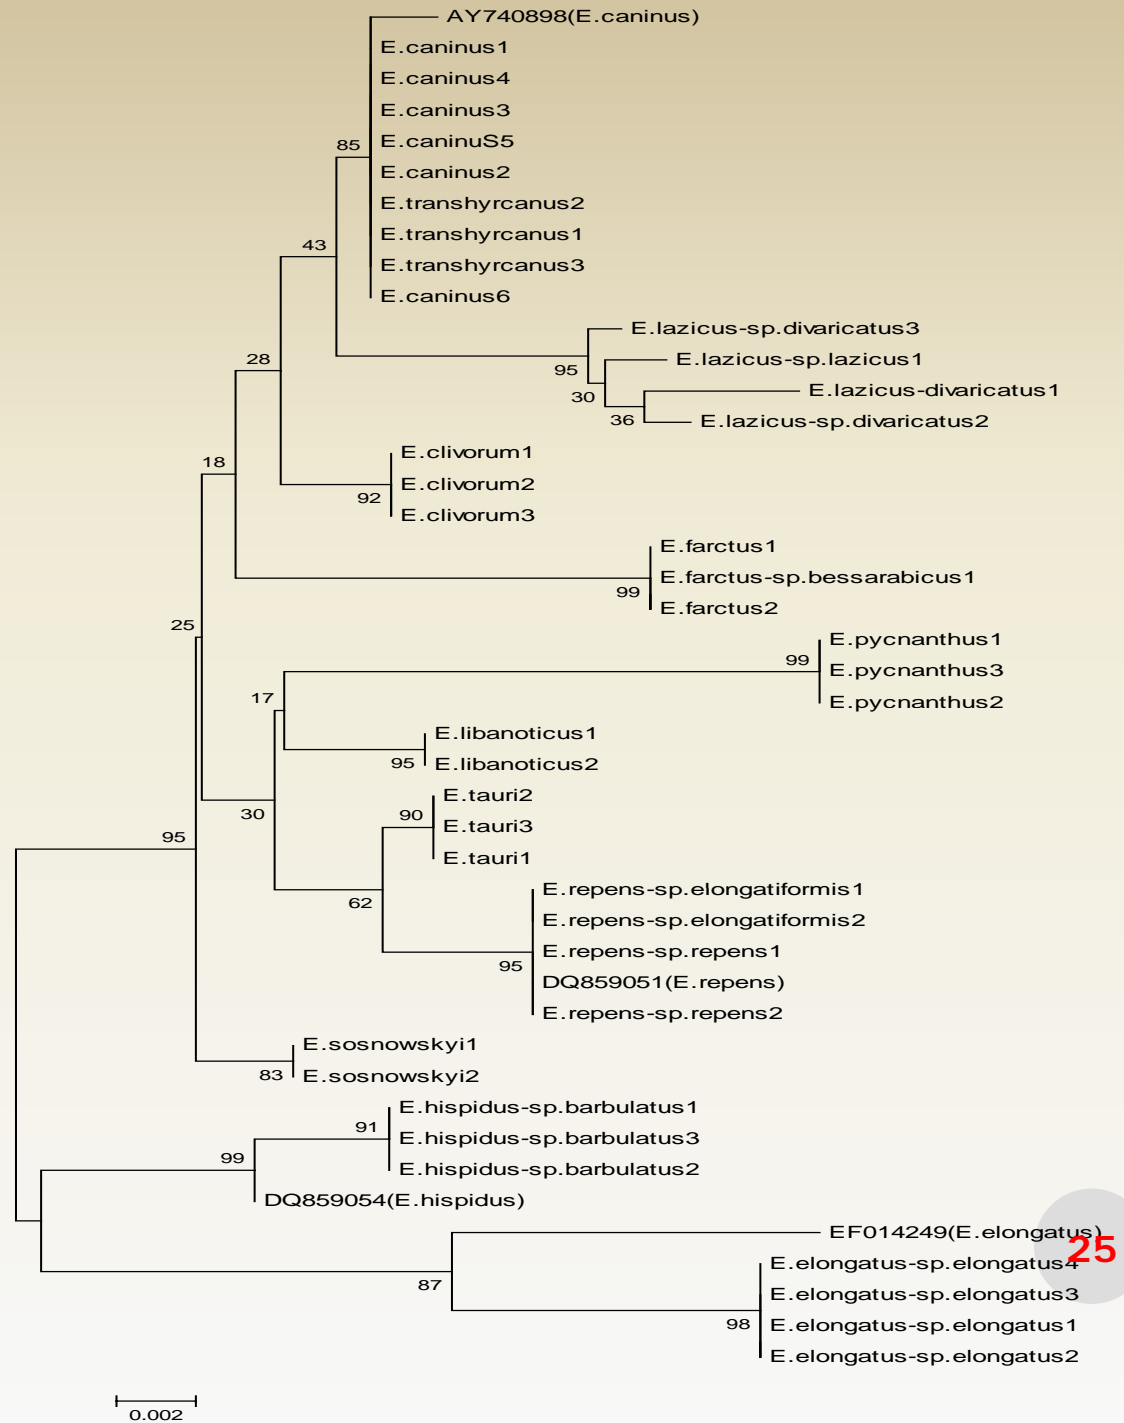 AY740898(E.caninus)
E.caninus1
E.caninus4
E.caninus3
E.caninuS5
85
E.caninus2
E.transhyrcanus2
E.transhyrcanus1
43
E.transhyrcanus3
E.caninus6
E.lazicus-sp.divaricatus3
28
E.lazicus-sp.lazicus1
95
E.lazicus-divaricatus1
30
E.lazicus-sp.divaricatus2
36
E.clivorum1
18
E.clivorum2
92
E.clivorum3
E.farctus1
E.farctus-sp.bessarabicus1
99
E.farctus2
25
E.pycnanthus1
99
E.pycnanthus3
17
E.pycnanthus2
E.libanoticus1
95
E.libanoticus2
E.tauri2
30
90
E.tauri3
95
E.tauri1
E.repens-sp.elongatiformis1
62
E.repens-sp.elongatiformis2
E.repens-sp.repens1
95
DQ859051(E.repens)
E.repens-sp.repens2
E.sosnowskyi1
83
E.sosnowskyi2
E.hispidus-sp.barbulatus1
91
E.hispidus-sp.barbulatus3
99
E.hispidus-sp.barbulatus2
DQ859054(E.hispidus)
EF014249(E.elongatus)
25
E.elongatus-sp.elongatus4
87
E.elongatus-sp.elongatus3
98
E.elongatus-sp.elongatus1
E.elongatus-sp.elongatus2
0.002